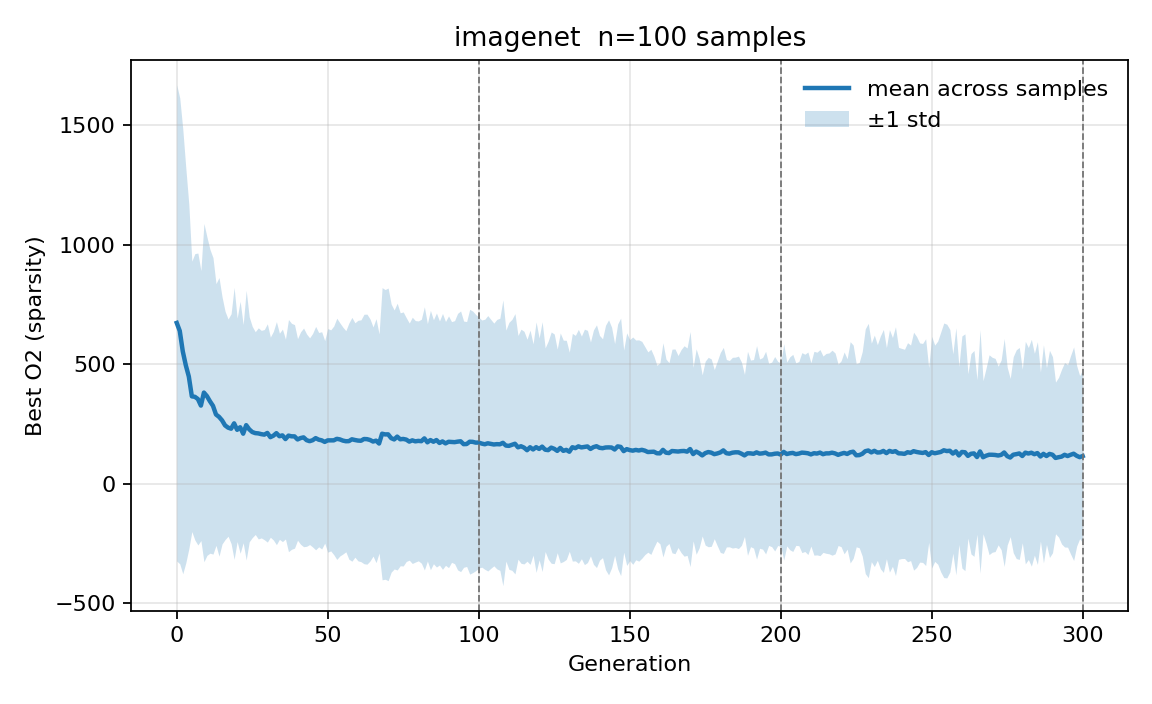 imagenet  n=100 samples
mean across samples
±1 std
Best O2 (sparsity)
1500
1000
500
0
−500
0 50 100 150 200 250 300
Generation